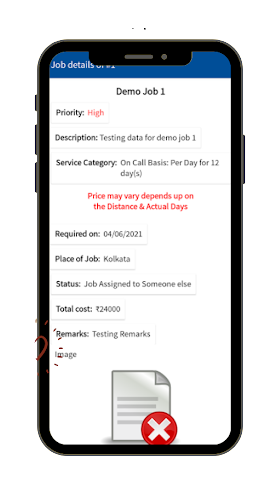 Job details of #1
Demo Job 1
Priority: High
Description: Testing data for demo job 1
Service Category: On Call Basis: Per Day for 12
day(s)
Price may vary depends up on
the Distance & Actual Days
Required on: 04/06/2021
Place of Job: Kolkata
Status: Job Assigned to Someone else
Total cost: ₹24000
Remarks: Testing Remarks
Image